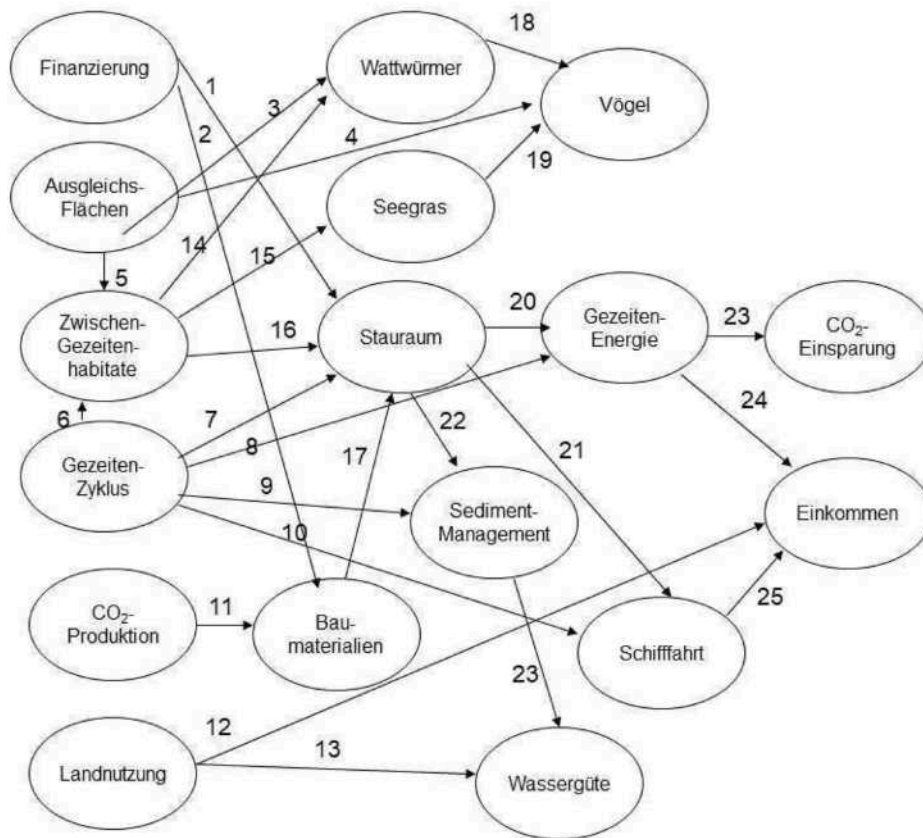 18
Finanzierung
Wattwürmer
1
3
Vögel
2
4
Ausgleichs-
Flächen
19
Seegras
14
15
5
Zwischen-
Gezeiten-
habitate
16
Stauraum
20
Gezeiten-
Energie
23
CO₂-
Einsparung
6
7
22
24
8
17
21
Gezeiten-
Zyklus
9
Sediment-
Management
Einkommen
10
CO₂-
Produktion
11
Bau-
materialien
25
Schifffahrt
23
12
13
Landnutzung
Wassergüte